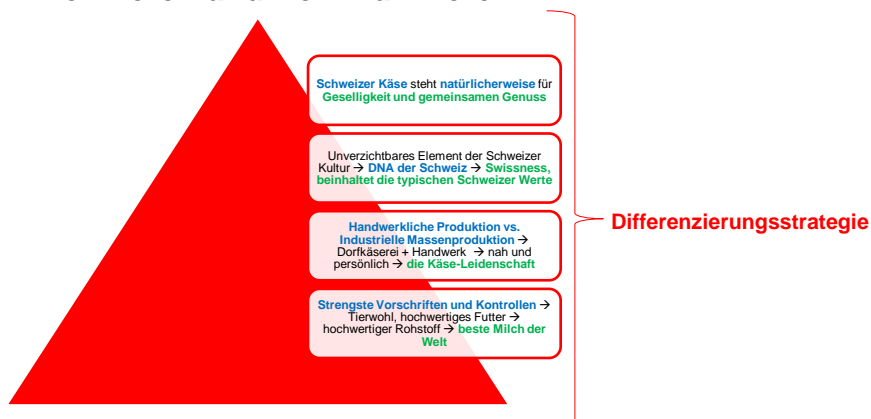 Schweizer Käse steht natürlicherweise für
Geselligkeit und gemeinsamen Genuss
Unverzichtbares Element der Schweizer
Kultur → DNA der Schweiz → Swissness,
beinhaltet die typischen Schweizer Werte
Handwerkliche Produktion vs.
Industrielle Massenproduktion →
Dorfkäserei + Handwerk → nah und
persönlich → die Käse-Leidenschaft
Strengste Vorschriften und Kontrollen →
Tierwohl, hochwertiges Futter →
hochwertiger Rohstoff → beste Milch der
Welt
Differenzierungsstrategie